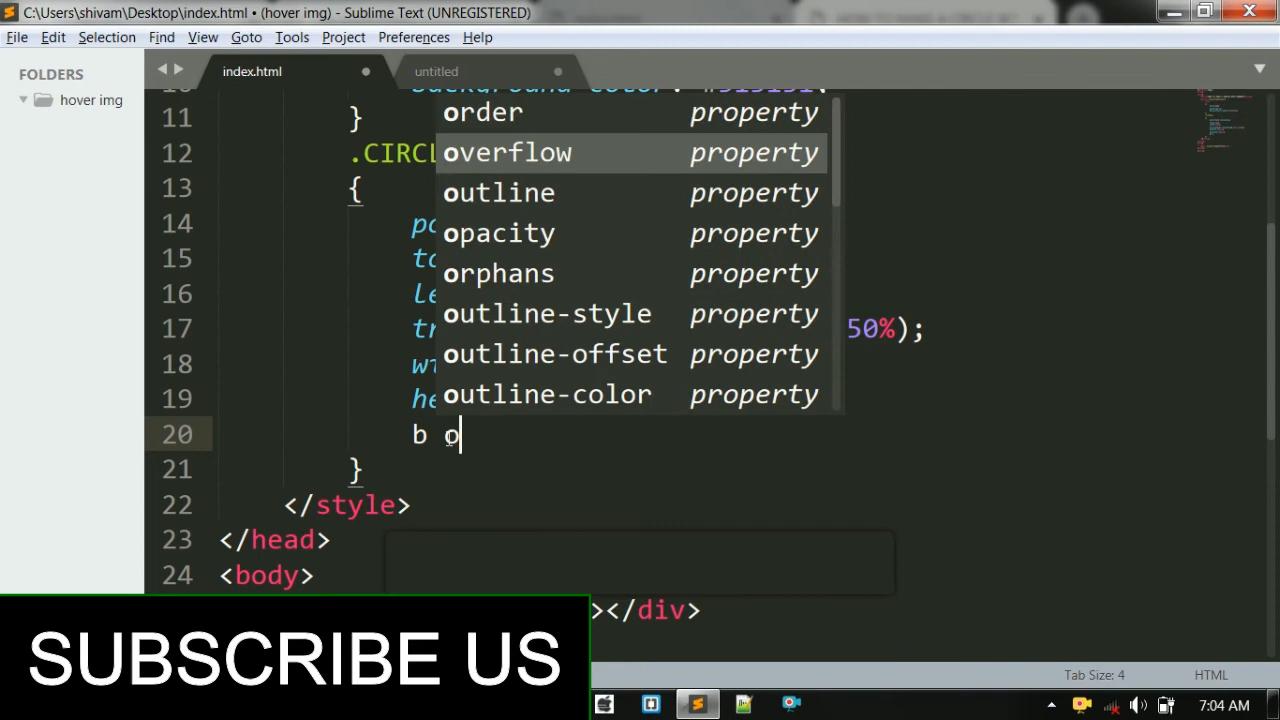 C:\Users\shivam\Desktop\index.html • (hover img) - Sublime Text (UNREGISTERED)
File Edit Selection Find View Goto Tools Project Preferences Help
FOLDERS
hover img
index.html
untitled
11 }
12 .CIRCL
13 {
14 po
15 to
16 le
17 tr 50%);
18 wi
19 he
20 b o
21 }
22 </style>
23 </head>
24 <body>
></div>
order property
overflow property
outline property
opacity property
orphans property
outline-style property
outline-offset property
outline-color property
SUBSCRIBE US
Tab Size: 4
HTML
7:04 AM